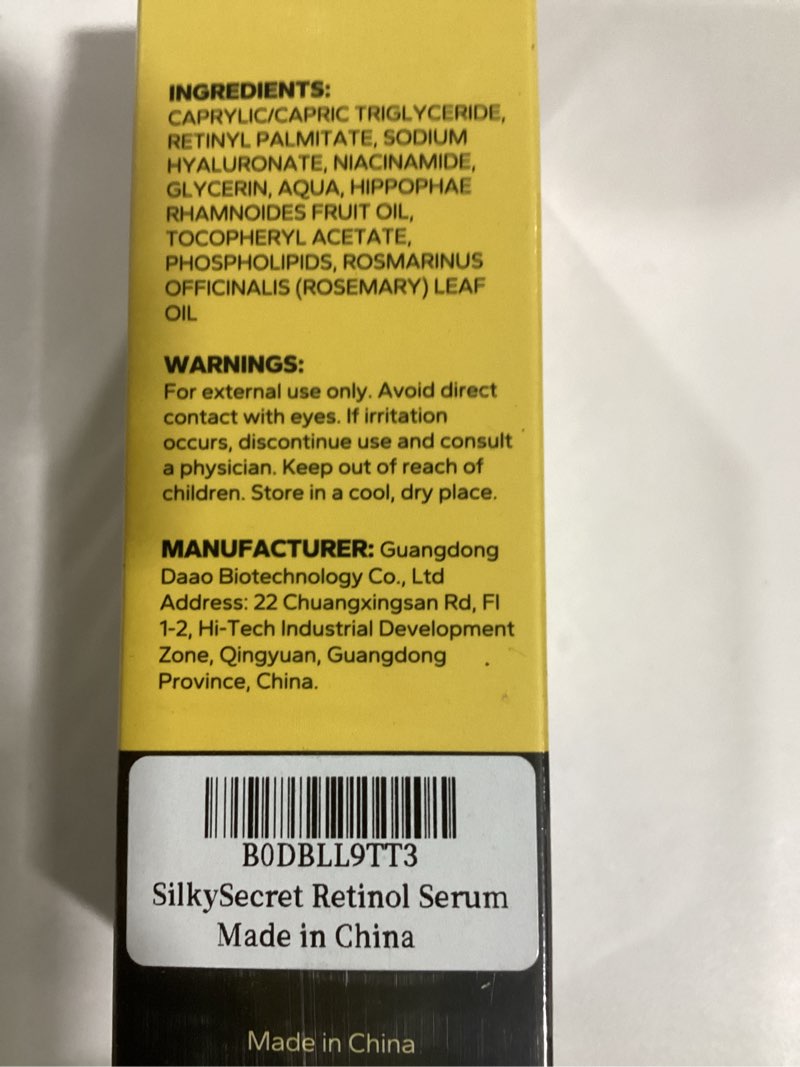 INGREDIENTS:
CAPRYLIC/CAPRIC TRIGLYCERIDE,
RETINYL PALMITATE, SODIUM
HYALURONATE, NIACINAMIDE,
GLYCERIN, AQUA, HIPPOPHAE
RHAMNOIDES FRUIT OIL,
TOCOPHERYL ACETATE,
PHOSPHOLIPIDS, ROSMARINUS
OFFICINALIS (ROSEMARY) LEAF
OIL
WARNINGS:
For external use only. Avoid direct
contact with eyes. If irritation
occurs, discontinue use and consult
a physician. Keep out of reach of
children. Store in a cool, dry place.
MANUFACTURER: Guangdong
Daao Biotechnology Co., Ltd
Address: 22 Chuangxingsan Rd, Fl
1-2, Hi-Tech Industrial Development
Zone, Qingyuan, Guangdong
Province, China.
B0DBLL9TT3
SilkySecret Retinol Serum
Made in China
Made in China